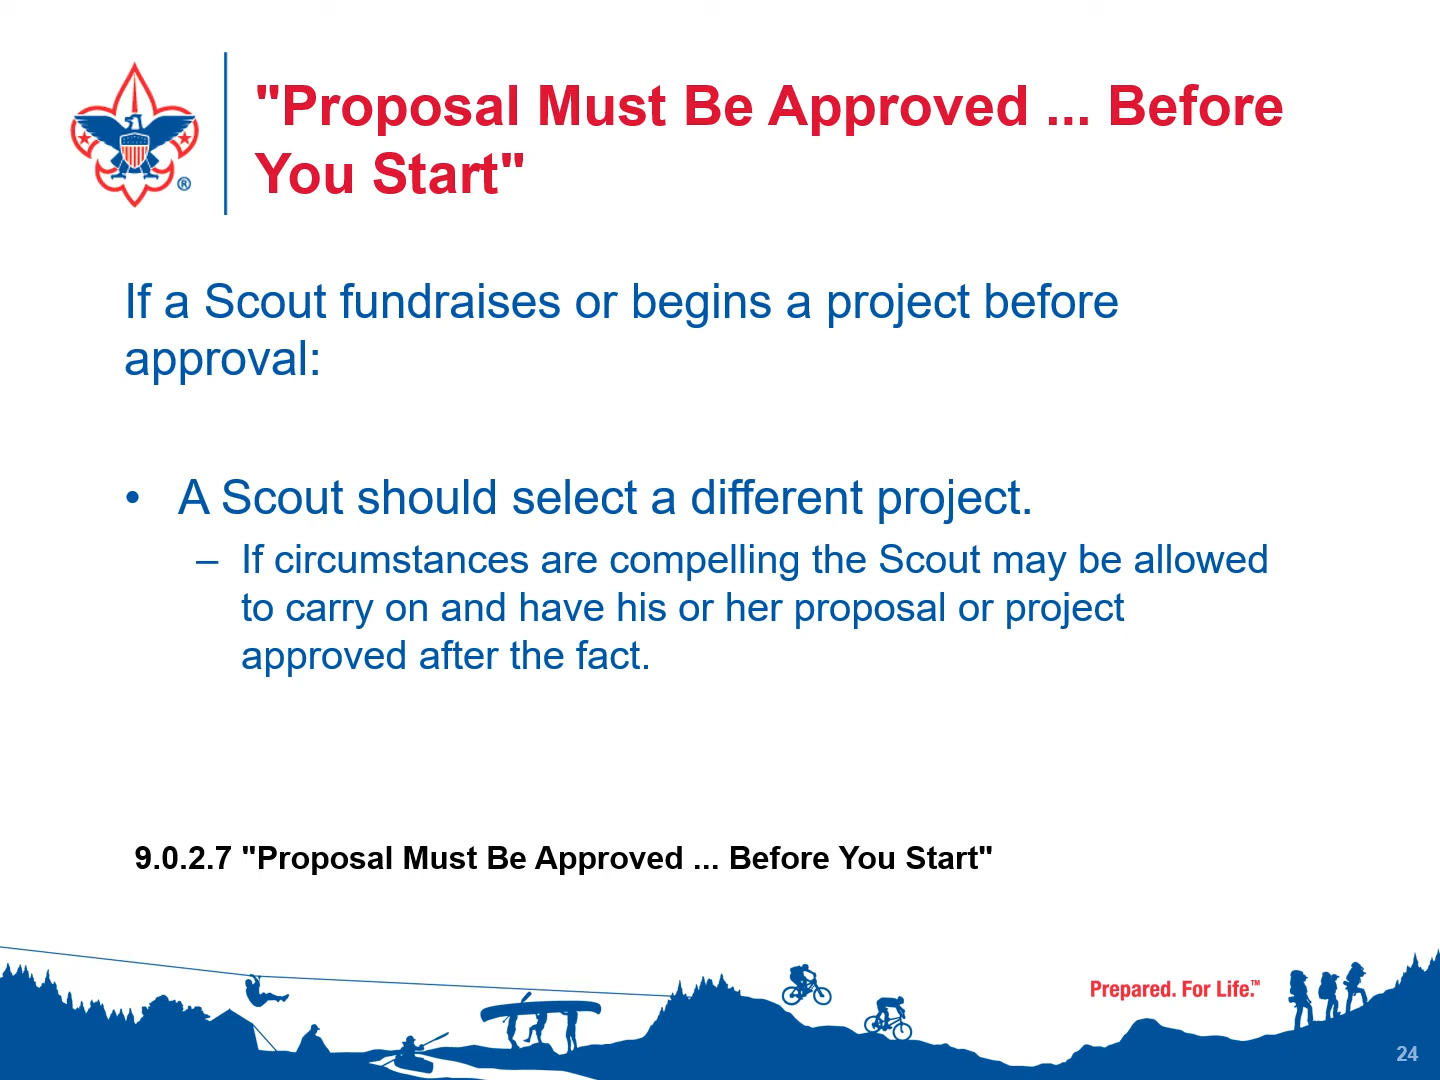 "Proposal Must Be Approved ... Before
You Start"
®
If a Scout fundraises or begins a project before
approval:
• A Scout should select a different project.
– If circumstances are compelling the Scout may be allowed
to carry on and have his or her proposal or project
approved after the fact.
9.0.2.7 "Proposal Must Be Approved ... Before You Start"
Prepared. For Life.™
24